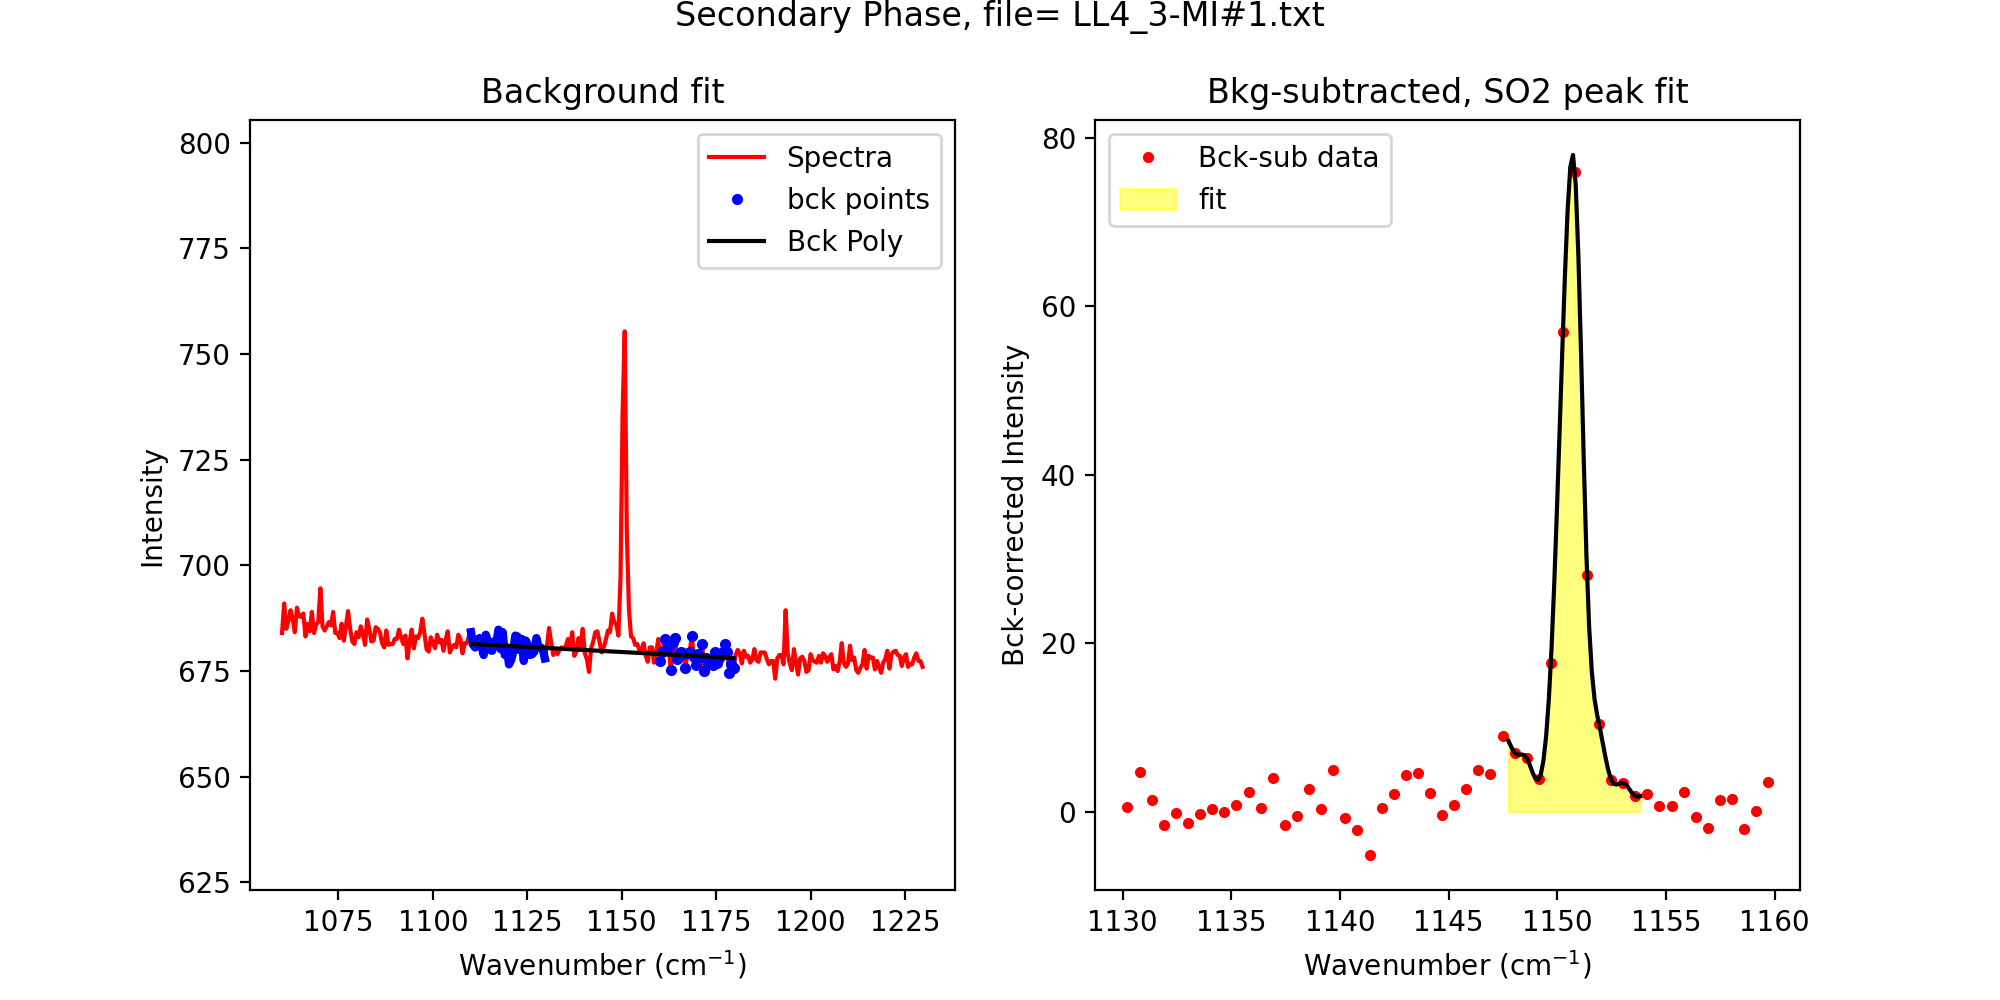 Secondary Phase, file= LL4_3-MI#1.txt
Background fit
Spectra
bck points
Bck Poly
800
775
750
725
700
675
650
625
Intensity
1075 1100 1125 1150 1175 1200 1225
Wavenumber (cm⁻¹)
Bkg-subtracted, SO2 peak fit
Bck-sub data
fit
80
60
40
20
0
Bck-corrected Intensity
1130 1135 1140 1145 1150 1155 1160
Wavenumber (cm⁻¹)